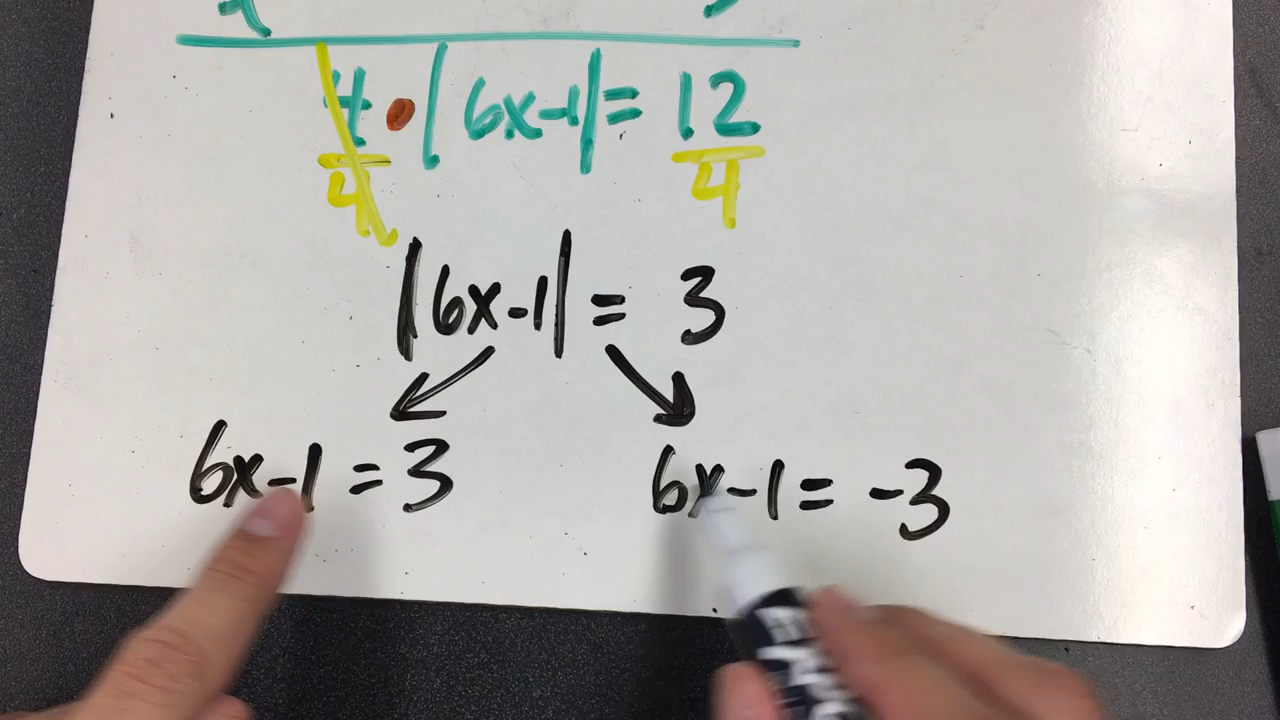 4 • |6x-1| = 12
4 4
|6x-1| = 3
6x-1 = 3 6x-1 = -3